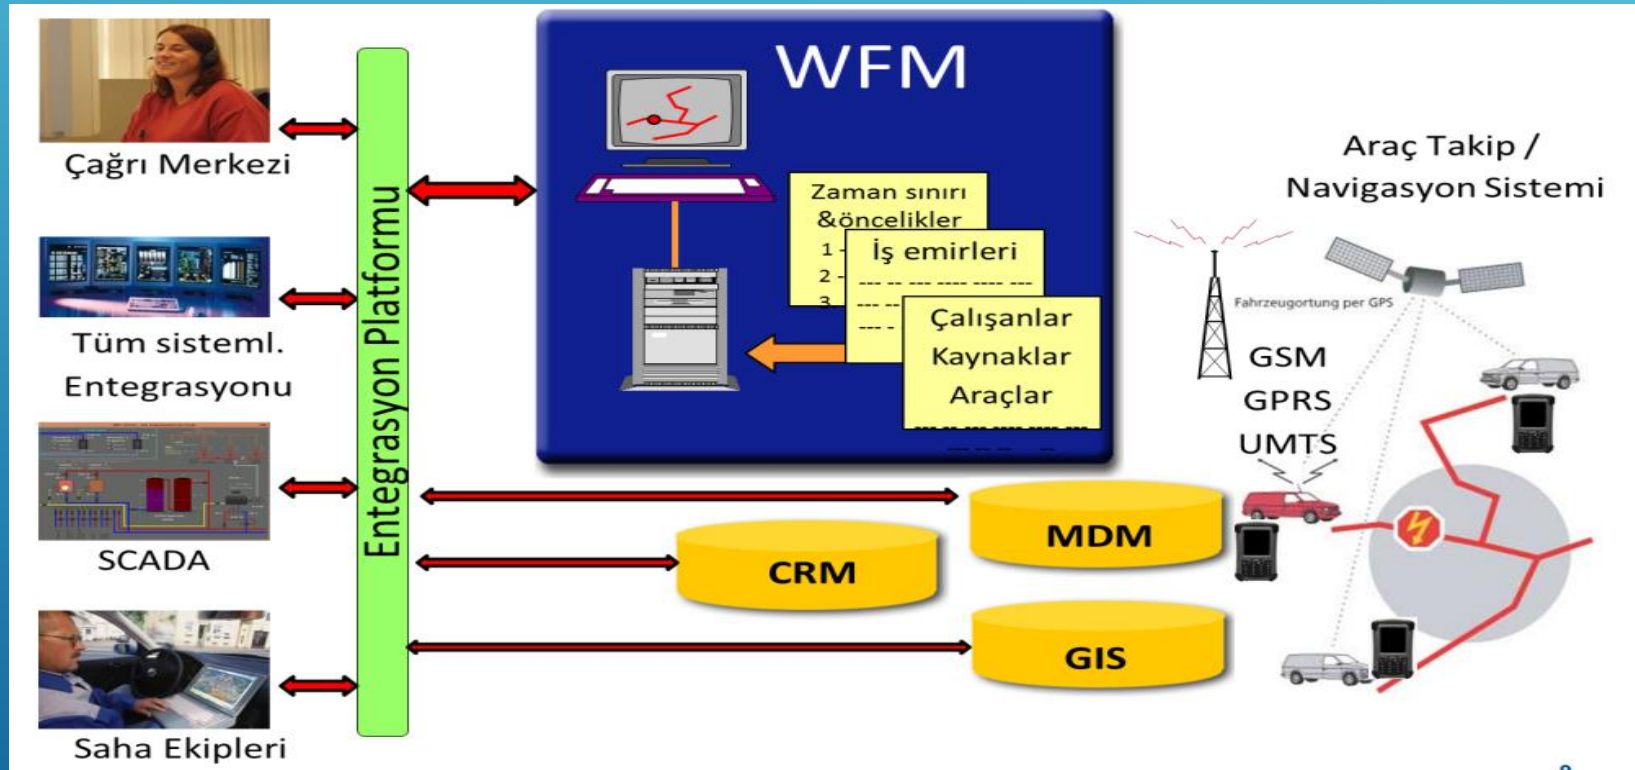 WFM
Çağrı Merkezi
Tüm sisteml.
Entegrasyonu
SCADA
Saha Ekipleri
Entegrasyon Platformu
Zaman sınırı
&öncelikler
1 -
2 -
3
İş emirleri
Çalışanlar
Kaynaklar
Araçlar
MDM
CRM
GIS
Araç Takip /
Navigasyon Sistemi
Fahrzeugortung per GPS
GSM
GPRS
UMTS